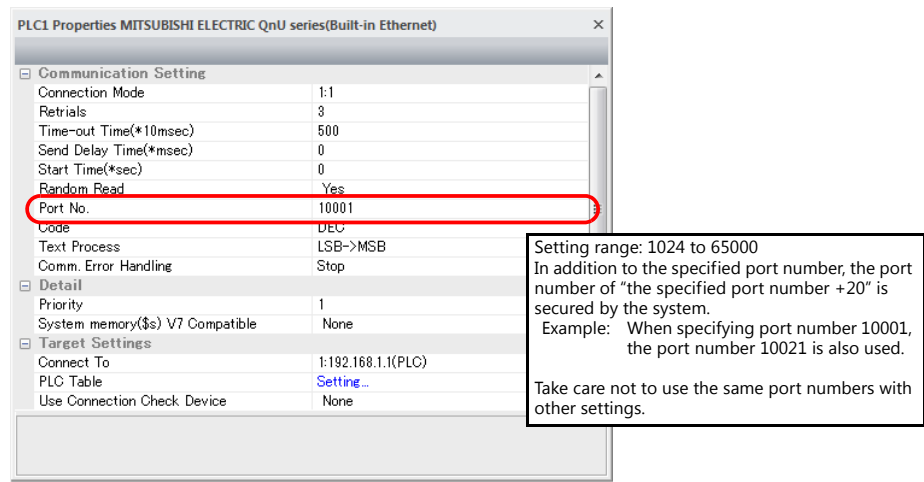 PLC1 Properties MITSUBISHI ELECTRIC QnU series(Built-in Ethernet)
Communication Setting
Connection Mode 1:1
Retrials 3
Time-out Time(*10msec) 500
Send Delay Time(*msec) 0
Start Time(*sec) 0
Random Read Yes
Port No. 10001
Code DEC
Text Process LSB->MSB
Comm. Error Handling Stop
Detail
Priority 1
System memory($s) V7 Compatible None
Target Settings
Connect To 1:192.168.1.1(PLC)
PLC Table Setting...
Use Connection Check Device None
Setting range: 1024 to 65000
In addition to the specified port number, the port
number of “the specified port number +20” is
secured by the system.
Example: When specifying port number 10001,
the port number 10021 is also used.
Take care not to use the same port numbers with
other settings.